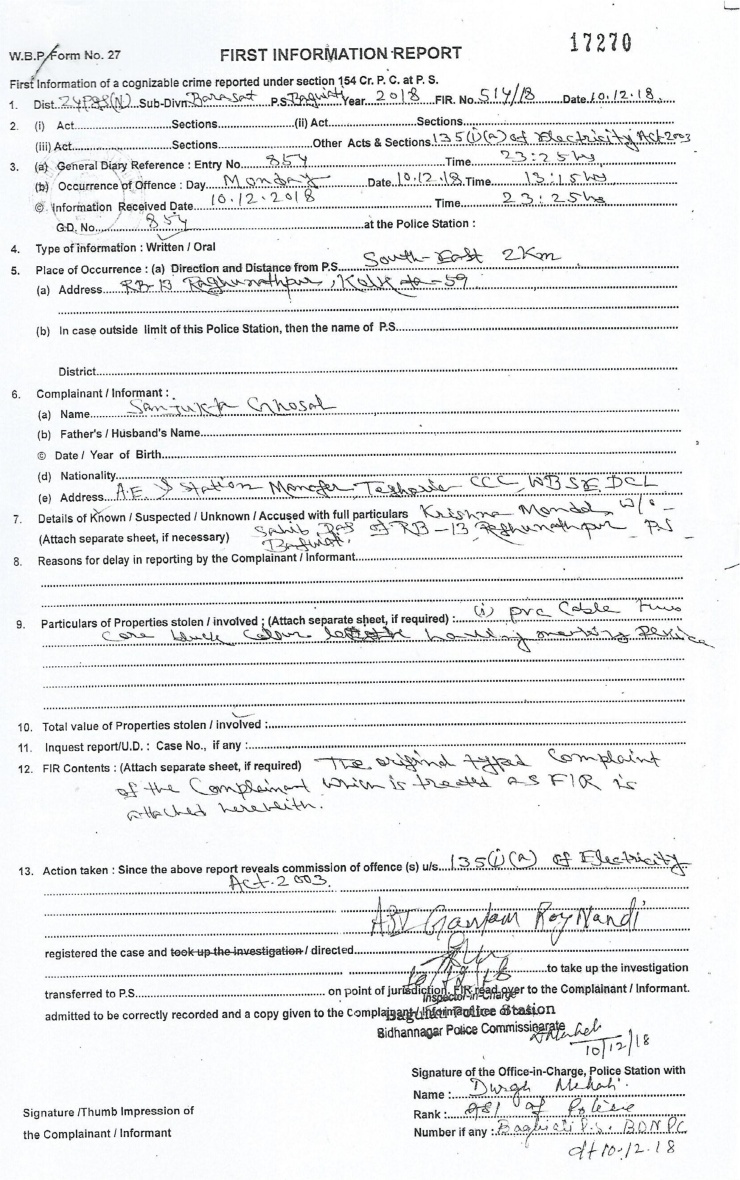 17270
W.B.P/Form No. 27 FIRST INFORMATION REPORT
First Information of a cognizable crime reported under section 154 Cr. P. C. at P. S.
1. Dist. 24 Pgs(N) Sub-Divn. Barasat P.S. Baguiati Year 2018 FIR. No. 514/18 Date. 10.12.18.
2. (i) Act............Sections............(ii) Act............Sections............
(iii) Act............Sections............Other Acts & Sections. 135(1)(a) of Electricity Act-2003
3. (a) General Diary Reference : Entry No. 854 Time 23:25 hrs
(b) Occurrence of Offence : Day Monday Date. 10.12.18. Time. 13:15 hrs
© Information Received Date 10.12.2018 Time 23:25 hrs
G.D. No. 854 at the Police Station :
4. Type of information : Written / Oral
5. Place of Occurrence : (a) Direction and Distance from P.S. South-East 2 Km
(a) Address RB-13 Raghunathpur, Kolkata-59
(b) In case outside limit of this Police Station, then the name of P.S.
District
6. Complainant / Informant :
(a) Name Sanjukta Ghosal
(b) Father's / Husband's Name
© Date / Year of Birth
(d) Nationality
(e) Address A.E & Station Manager, Teghoria CCC, WBSEDCL
7. Details of Known / Suspected / Unknown / Accused with full particulars Krishna Mondal, W/o-
(Attach separate sheet, if necessary) Sahib Das of RB-13 Raghunathpur PS
Baguiati.
8. Reasons for delay in reporting by the Complainant / Informant
9. Particulars of Properties stolen / involved : (Attach separate sheet, if required) : (i) pvc Cable Two
Core black Colour having marking
10. Total value of Properties stolen / involved :
11. Inquest report/U.D. : Case No., if any :
12. FIR Contents : (Attach separate sheet, if required) The original typed Complaint
of the Complainant which is treated as FIR is
attached herewith.
13. Action taken : Since the above report reveals commission of offence (s) u/s. 135(1)(a) of Electricity
Act-2003.
ASI Gautam Roy Nandi
registered the case and took up the investigation / directed
10/12/18 to take up the investigation
transferred to P.S. on point of jurisdiction. FIR read over to the Complainant / Informant.
Inspector-in-Charge
admitted to be correctly recorded and a copy given to the Complainant / Informant free of cost.
Baguiati Police Station
Bidhannagar Police Commissinarate
10/12/18
Signature of the Office-in-Charge, Police Station with
Name : Durga Mehali.
Signature /Thumb Impression of Rank : ASI of Police
the Complainant / Informant Number if any : Baguiati P.S. BDNPC
dt 10.12.18